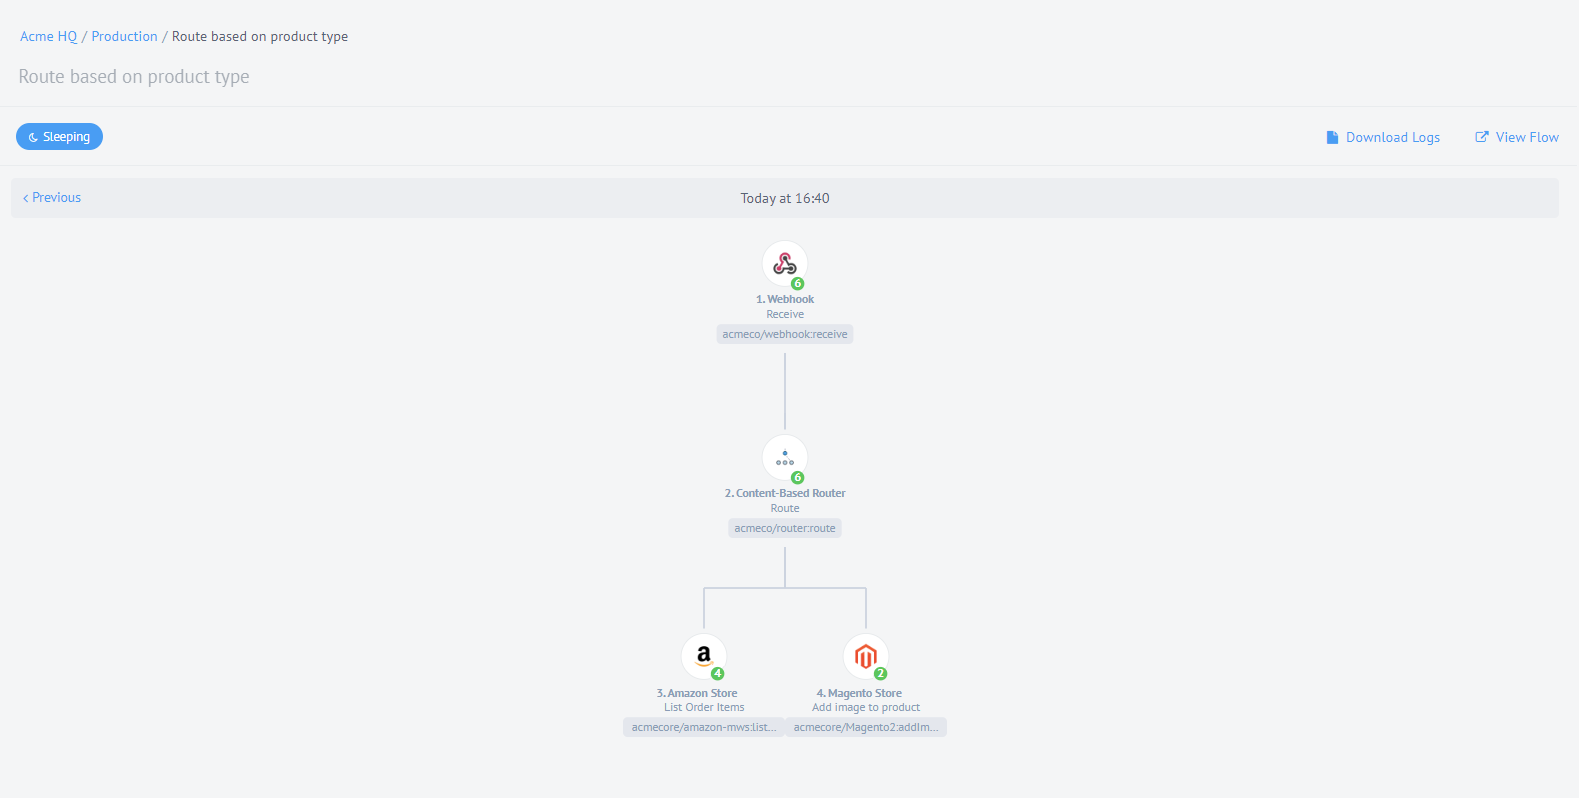 Acme HQ / Production / Route based on product type
Route based on product type
Sleeping
Download Logs
View Flow
Previous
Today at 16:40
6
1. Webhook
Receive
acmeco/webhook:receive
6
2. Content-Based Router
Route
acmeco/router:route
a
4
3. Amazon Store
List Order Items
acmecore/amazon-mws:list...
2
4. Magento Store
Add image to product
acmecore/Magento2:addIm...